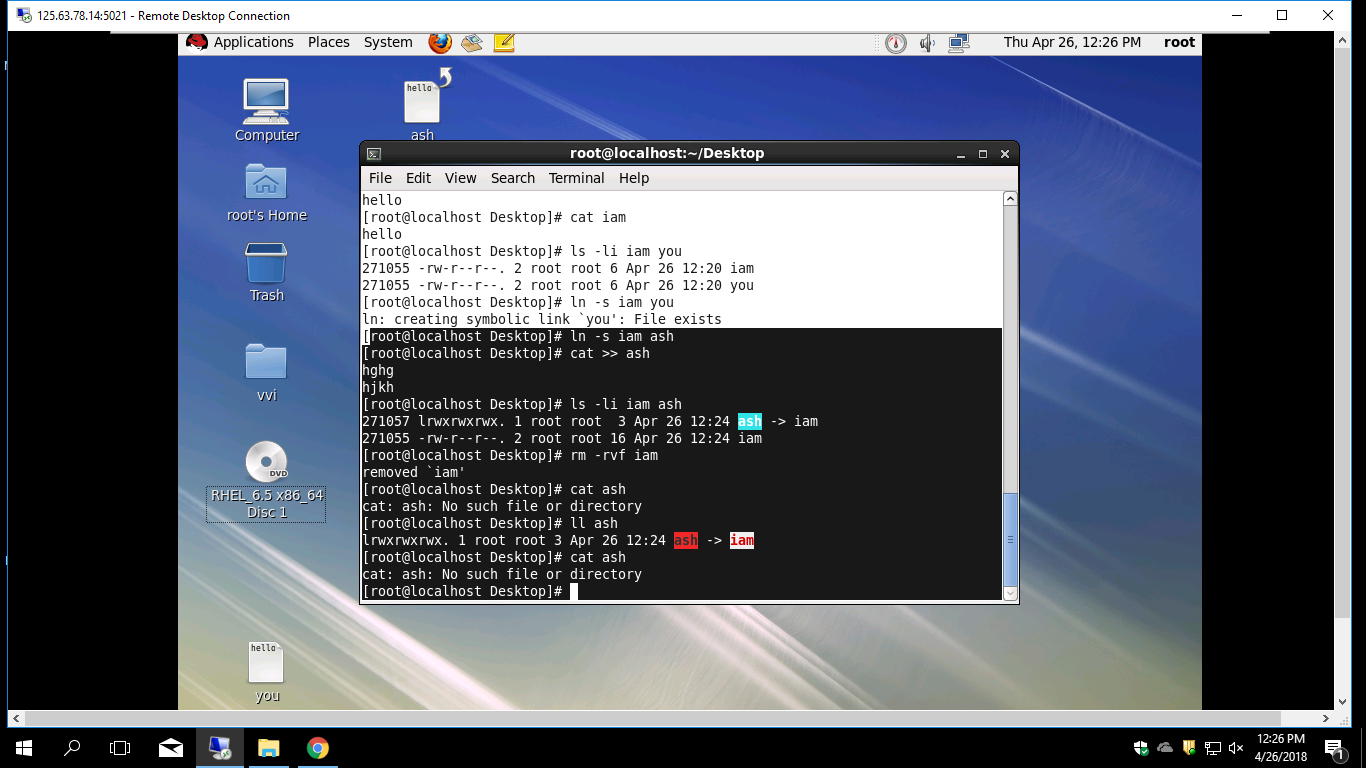 125.63.78.14:5021 - Remote Desktop Connection
Applications Places System
Thu Apr 26, 12:26 PM root
hello
ash
Computer
root's Home
Trash
vvi
DVD
RHEL_6.5 x86_64
Disc 1
hello
you
root@localhost:~/Desktop
File Edit View Search Terminal Help
hello
[root@localhost Desktop]# cat iam
hello
[root@localhost Desktop]# ls -li iam you
271055 -rw-r--r--. 2 root root 6 Apr 26 12:20 iam
271055 -rw-r--r--. 2 root root 6 Apr 26 12:20 you
[root@localhost Desktop]# ln -s iam you
ln: creating symbolic link `you': File exists
[root@localhost Desktop]# ln -s iam ash
[root@localhost Desktop]# cat >> ash
hghg
hjkh
[root@localhost Desktop]# ls -li iam ash
271057 lrwxrwxrwx. 1 root root  3 Apr 26 12:24 ash -> iam
271055 -rw-r--r--. 2 root root 16 Apr 26 12:24 iam
[root@localhost Desktop]# rm -rvf iam
removed `iam'
[root@localhost Desktop]# cat ash
cat: ash: No such file or directory
[root@localhost Desktop]# ll ash
lrwxrwxrwx. 1 root root 3 Apr 26 12:24 ash -> iam
[root@localhost Desktop]# cat ash
cat: ash: No such file or directory
[root@localhost Desktop]#
12:26 PM
4/26/2018
1